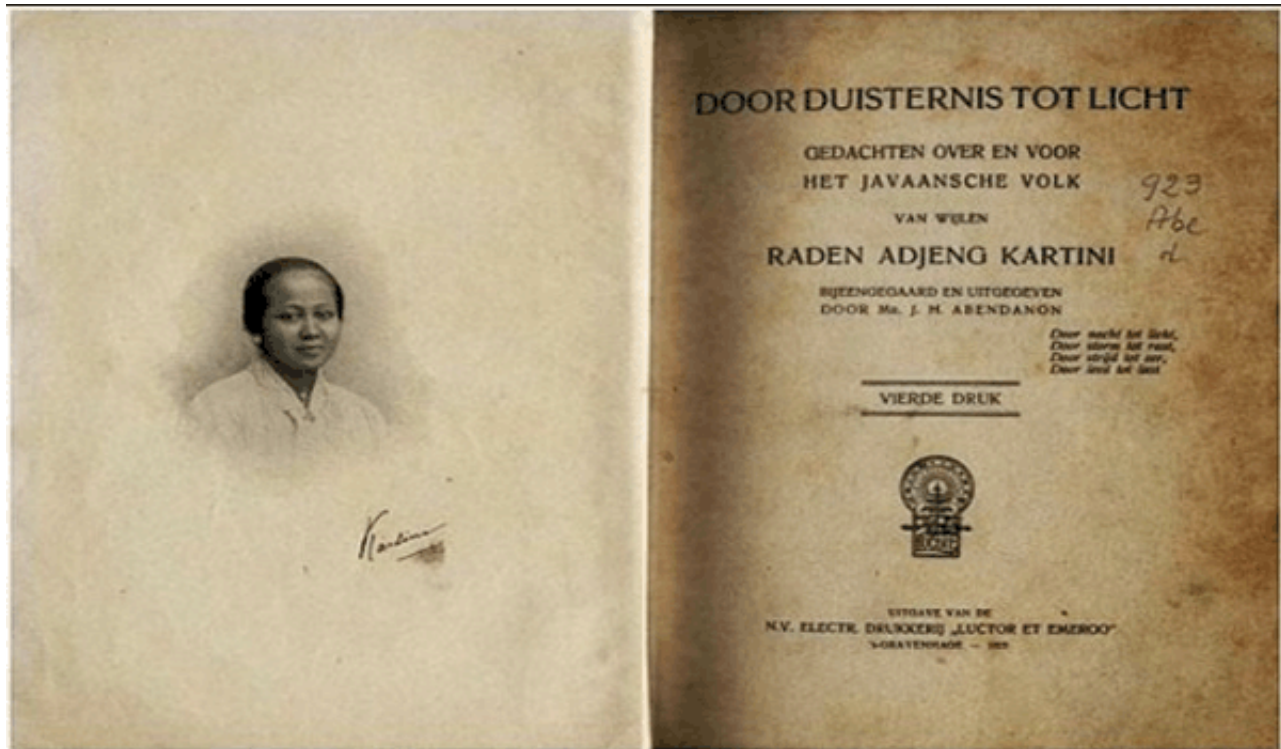 Kartini
DOOR DUISTERNIS TOT LICHT
GEDACHTEN OVER EN VOOR
HET JAVAANSCHE VOLK
VAN WIJLEN
RADEN ADJENG KARTINI
BIJEENGEGAARD EN UITGEGEVEN
DOOR Mr. J. H. ABENDANON
923
Abe
d
Door nacht tot licht,
Door storm tot rust,
Door strijd tot eer,
Door leed tot lust
VIERDE DRUK
UITGAVE VAN DE
N.V. ELECTR. DRUKKERIJ „LUCTOR ET EMERGO"
'S-GRAVENHAGE —